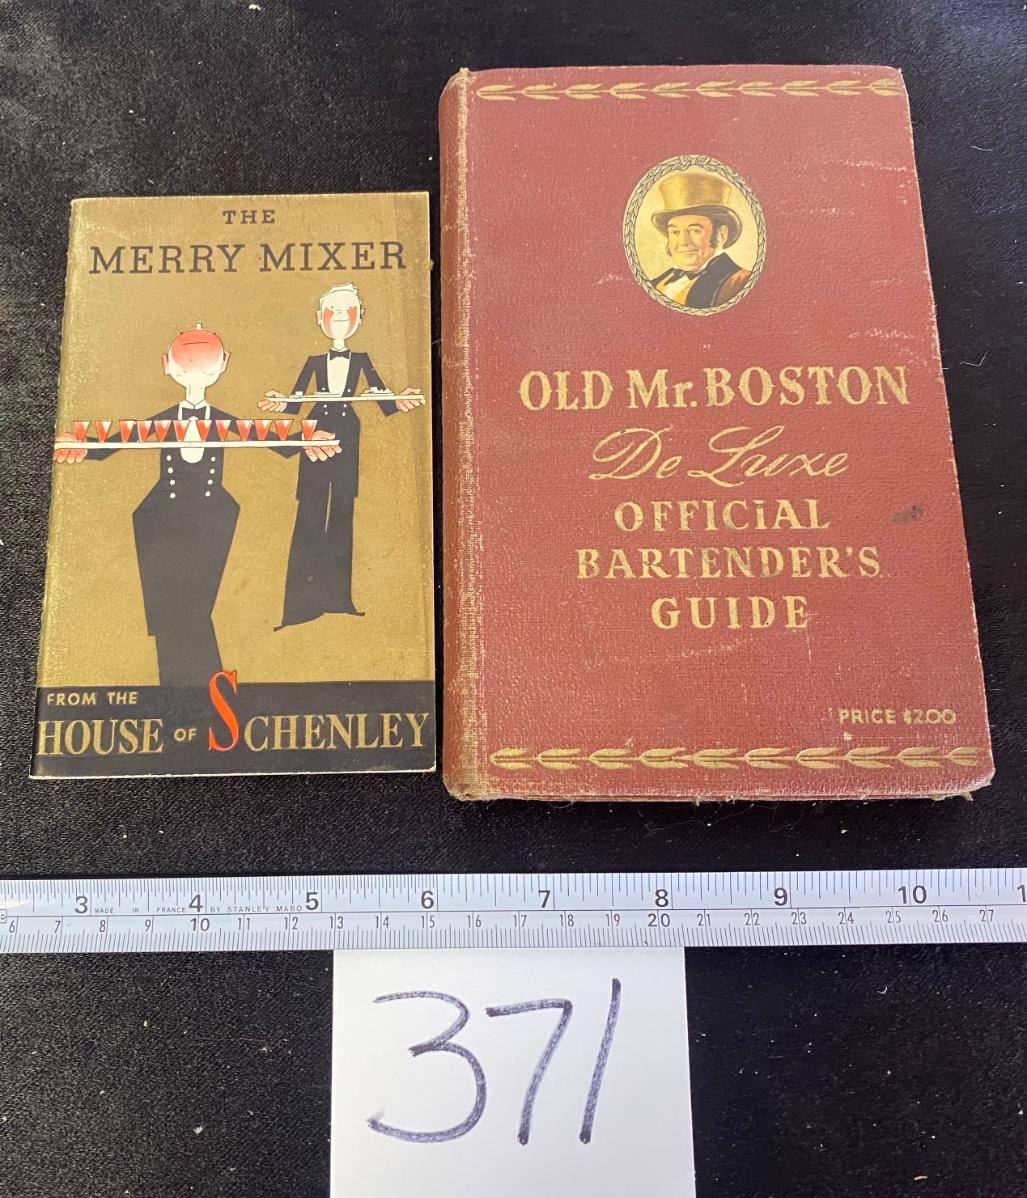 THE
MERRY MIXER
FROM THE
HOUSE OF SCHENLEY
OLD Mr. BOSTON
De Luxe
OFFICiAL
BARTENDER'S
GUIDE
PRICE $2.00
3 4 5 6 7 8 9 10 1
MADE IN FRANCE BY STANLEY MABO
6 7 8 9 10 11 12 13 14 15 16 17 18 19 20 21 22 23 24 25 26 27
371